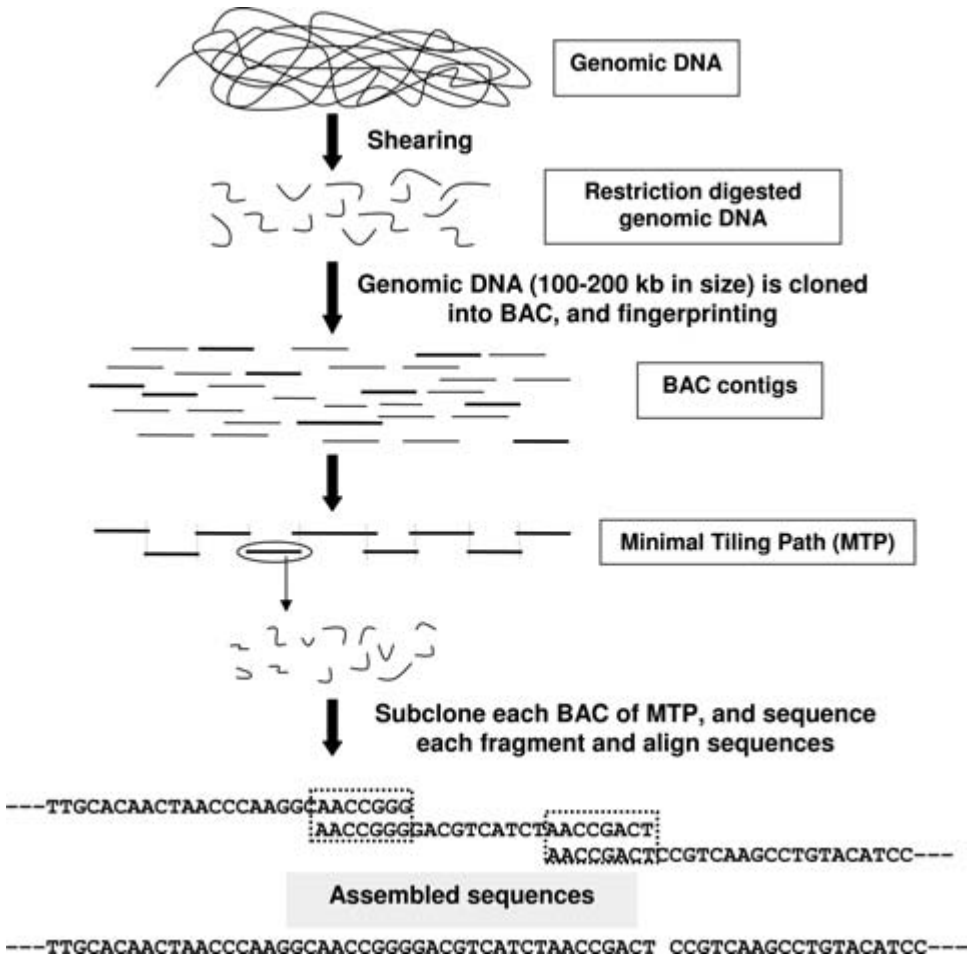 Genomic DNA
Shearing
Restriction digested
genomic DNA
Genomic DNA (100-200 kb in size) is cloned
into BAC, and fingerprinting
BAC contigs
Minimal Tiling Path (MTP)
Subclone each BAC of MTP, and sequence
each fragment and align sequences
---TTGCACAACTAACCCAAGGCAACCGGG
AACCGGGGACGTCATCTAACCGACT
AACCGACTCCGTCAAGCCTGTACATCC---
Assembled sequences
---TTGCACAACTAACCCAAGGCAACCGGGGACGTCATCTAACCGACT CCGTCAAGCCTGTACATCC---